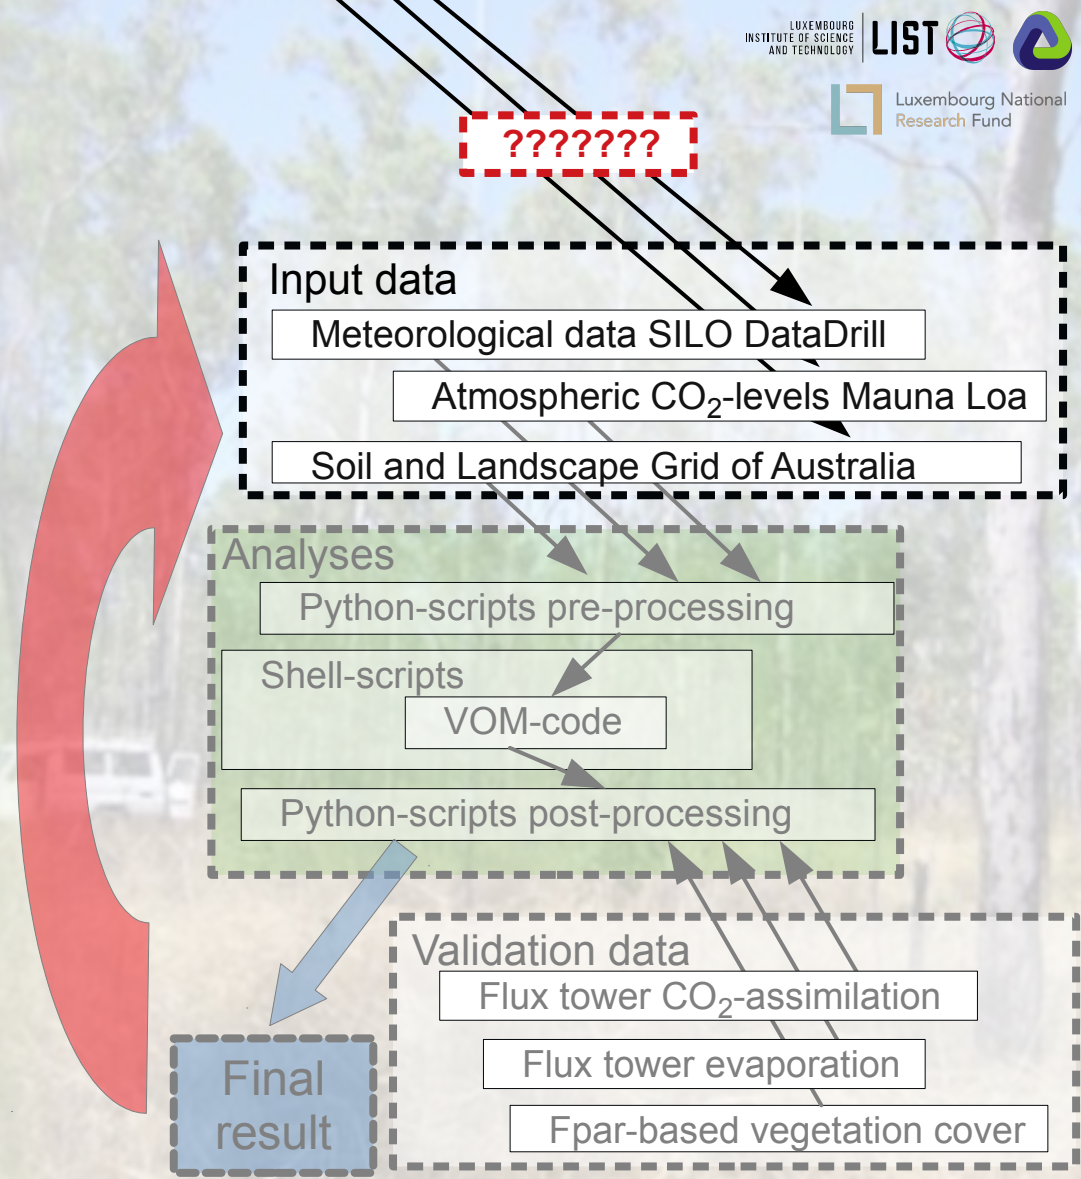 LUXEMBOURG
INSTITUTE OF SCIENCE
AND TECHNOLOGY
LIST
Luxembourg National
Research Fund
???????
Input data
Meteorological data SILO DataDrill
Atmospheric CO₂-levels Mauna Loa
Soil and Landscape Grid of Australia
Analyses
Python-scripts pre-processing
Shell-scripts
VOM-code
Python-scripts post-processing
Validation data
Flux tower CO₂-assimilation
Flux tower evaporation
Fpar-based vegetation cover
Final
result